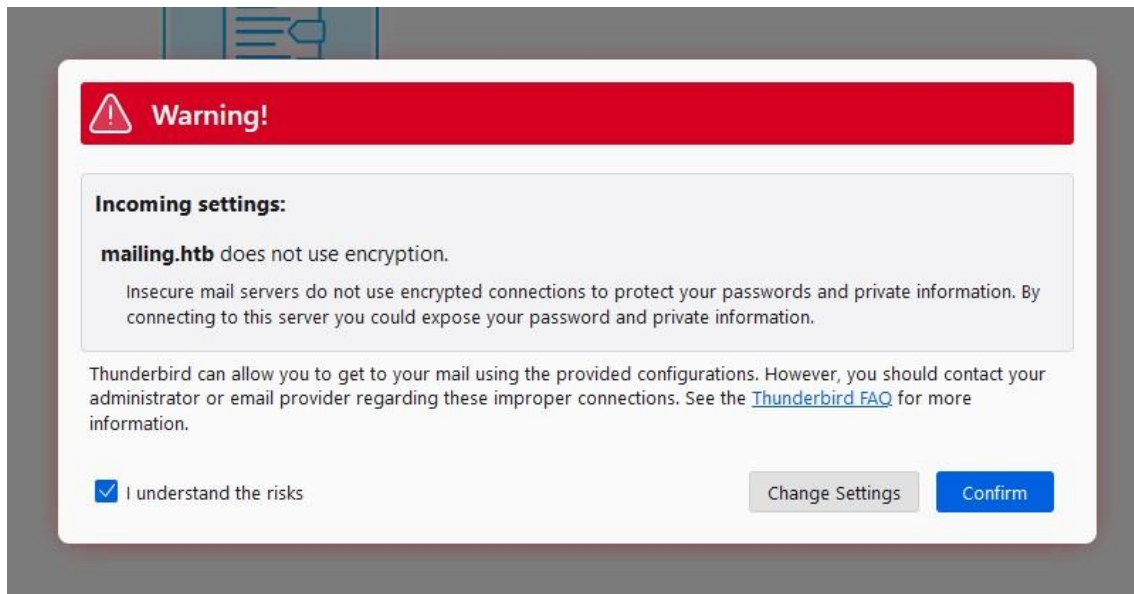 Warning!
Incoming settings:
mailing.htb does not use encryption.
Insecure mail servers do not use encrypted connections to protect your passwords and private information. By
connecting to this server you could expose your password and private information.
Thunderbird can allow you to get to your mail using the provided configurations. However, you should contact your
administrator or email provider regarding these improper connections. See the Thunderbird FAQ for more
information.
I understand the risks
Change Settings
Confirm